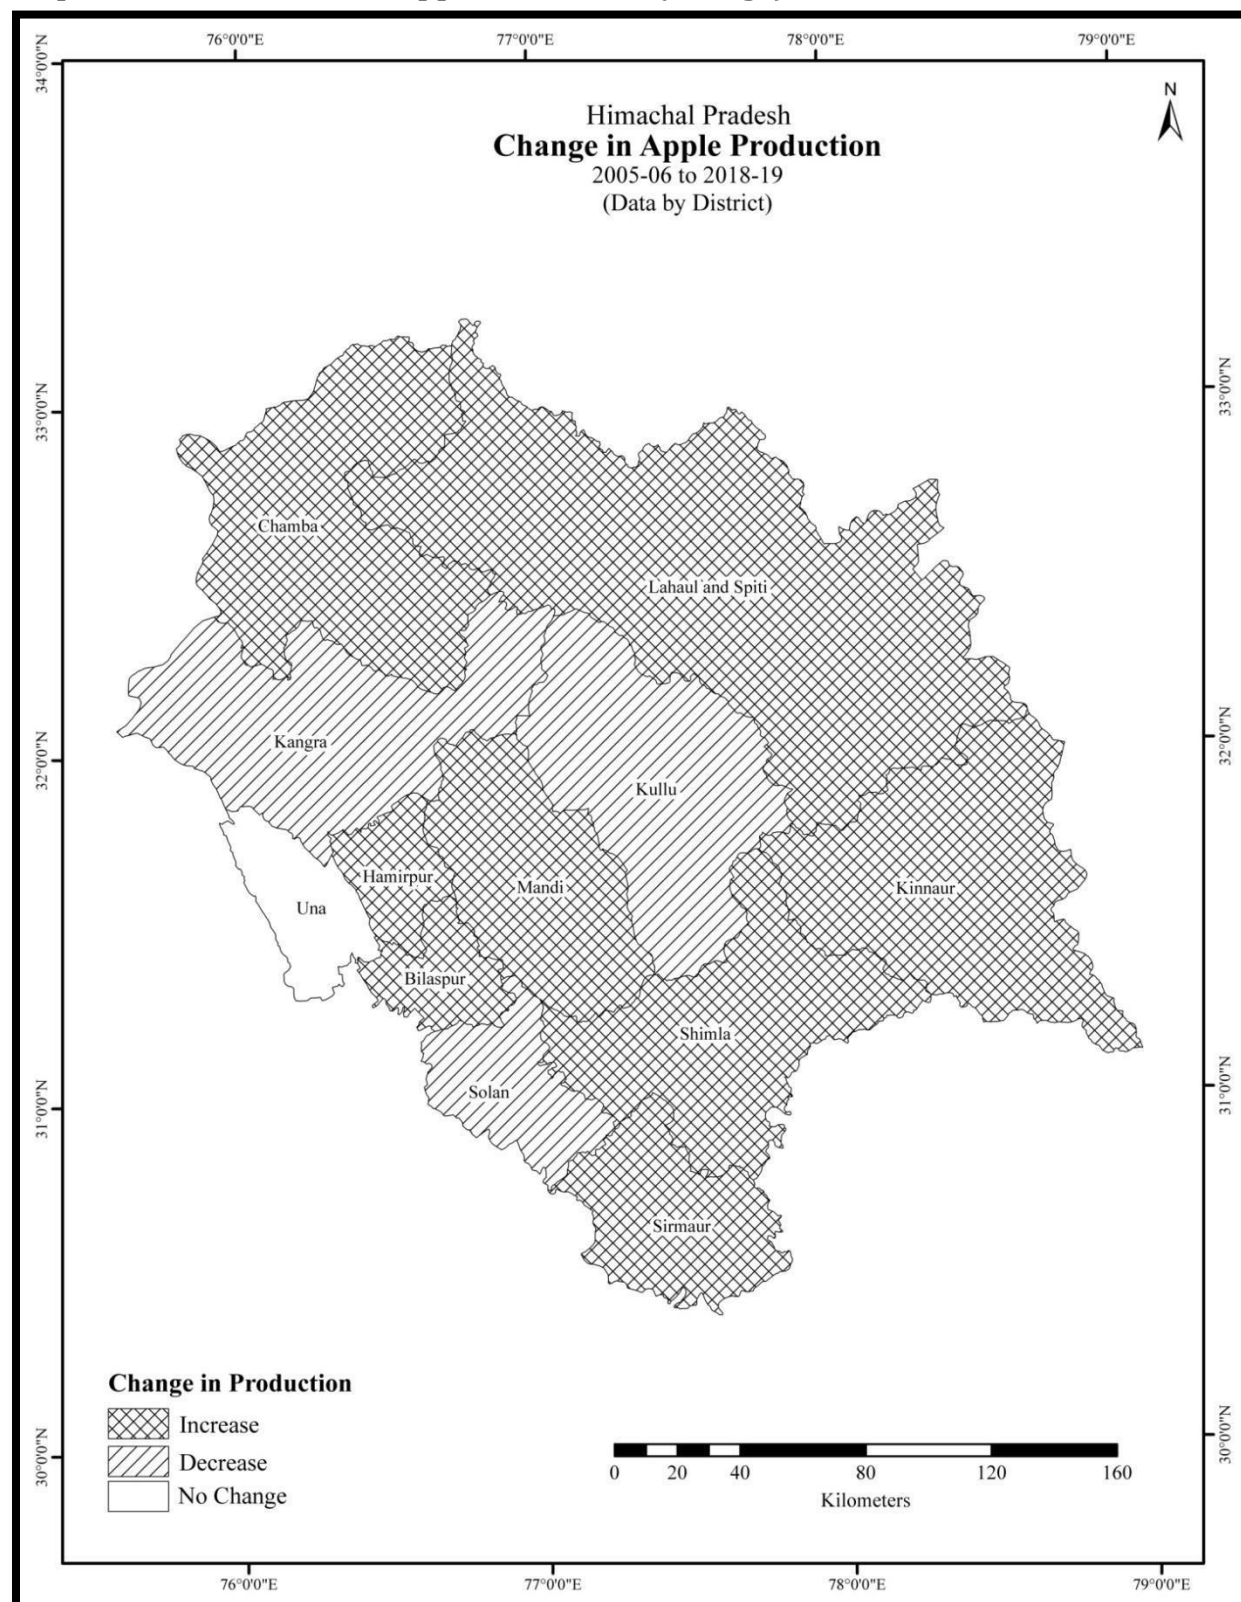 76°0'0"E 77°0'0"E 78°0'0"E 79°0'0"E
34°0'0"N
N
Himachal Pradesh
Change in Apple Production
2005-06 to 2018-19
(Data by District)
33°0'0"N
33°0'0"N
Chamba
Lahaul and Spiti
32°0'0"N
32°0'0"N
Kangra
Kullu
Hamirpur
Mandi
Kinnaur
Una
Bilaspur
Shimla
31°0'0"N
31°0'0"N
Solan
Sirmaur
Change in Production
Increase
Decrease
No Change
30°0'0"N
30°0'0"N
0 20 40 80 120 160
Kilometers
76°0'0"E 77°0'0"E 78°0'0"E 79°0'0"E